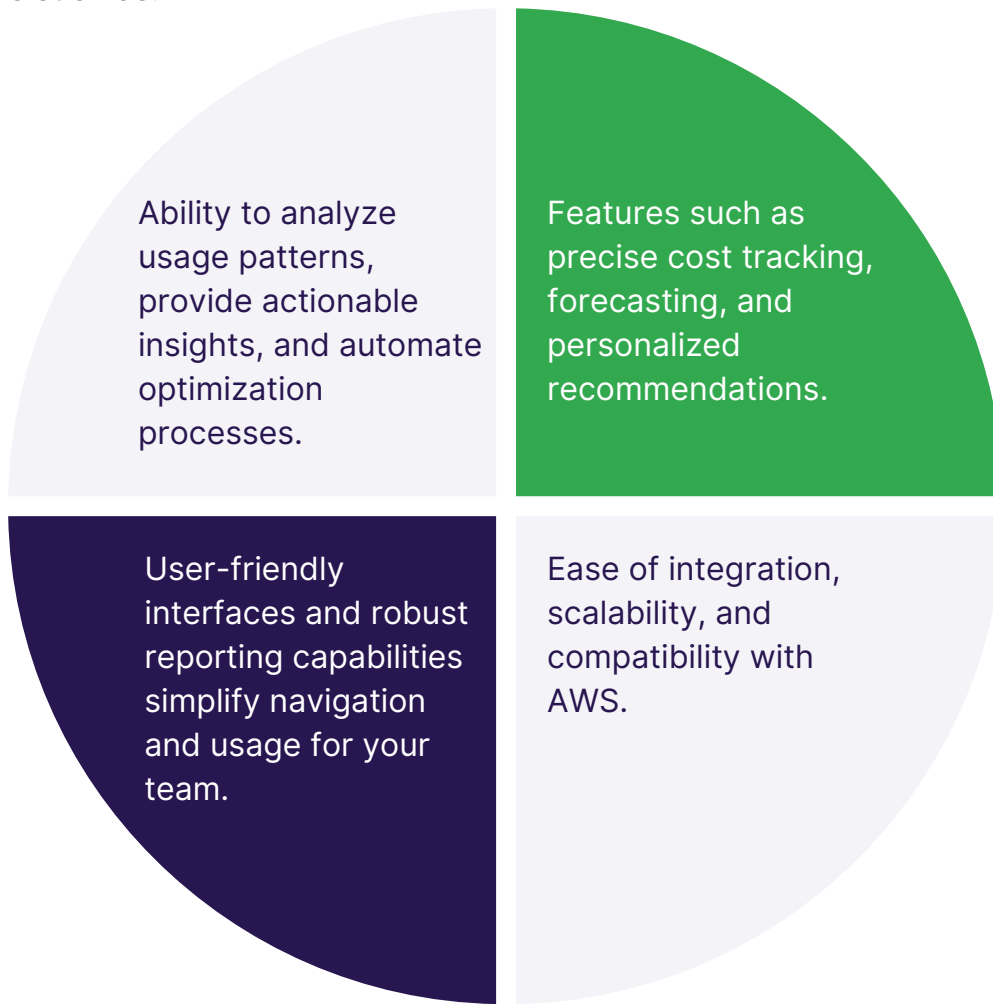 Ability to analyze
usage patterns,
provide actionable
insights, and automate
optimization
processes.
Features such as
precise cost tracking,
forecasting, and
personalized
recommendations.
User-friendly
interfaces and robust
reporting capabilities
simplify navigation
and usage for your
team.
Ease of integration,
scalability, and
compatibility with
AWS.